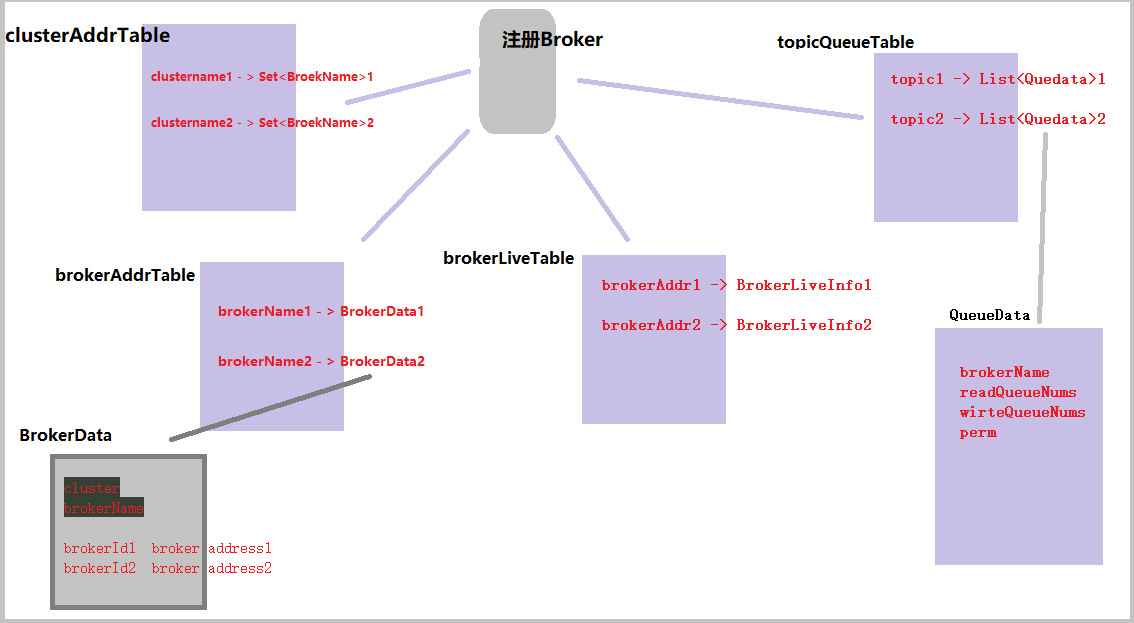 clusterAddrTable
clustername1 - > Set<BroekName>1
clustername2 - > Set<BroekName>2
注册Broker
topicQueueTable
topic1 -> List<Quedata>1
topic2 -> List<Quedata>2
brokerAddrTable
brokerName1 - > BrokerData1
brokerName2 - > BrokerData2
brokerLiveTable
brokerAddr1 -> BrokerLiveInfo1
brokerAddr2 -> BrokerLiveInfo2
QueueData
brokerName
readQueueNums
wirteQueueNums
perm
BrokerData
cluster
brokerName
brokerId1 broker address1
brokerId2 broker address2